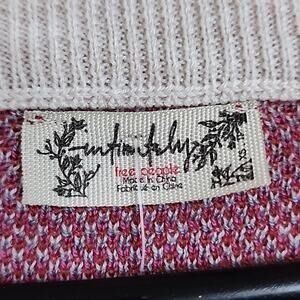 intimately
free people
Made in China
Fabriqué en Chine